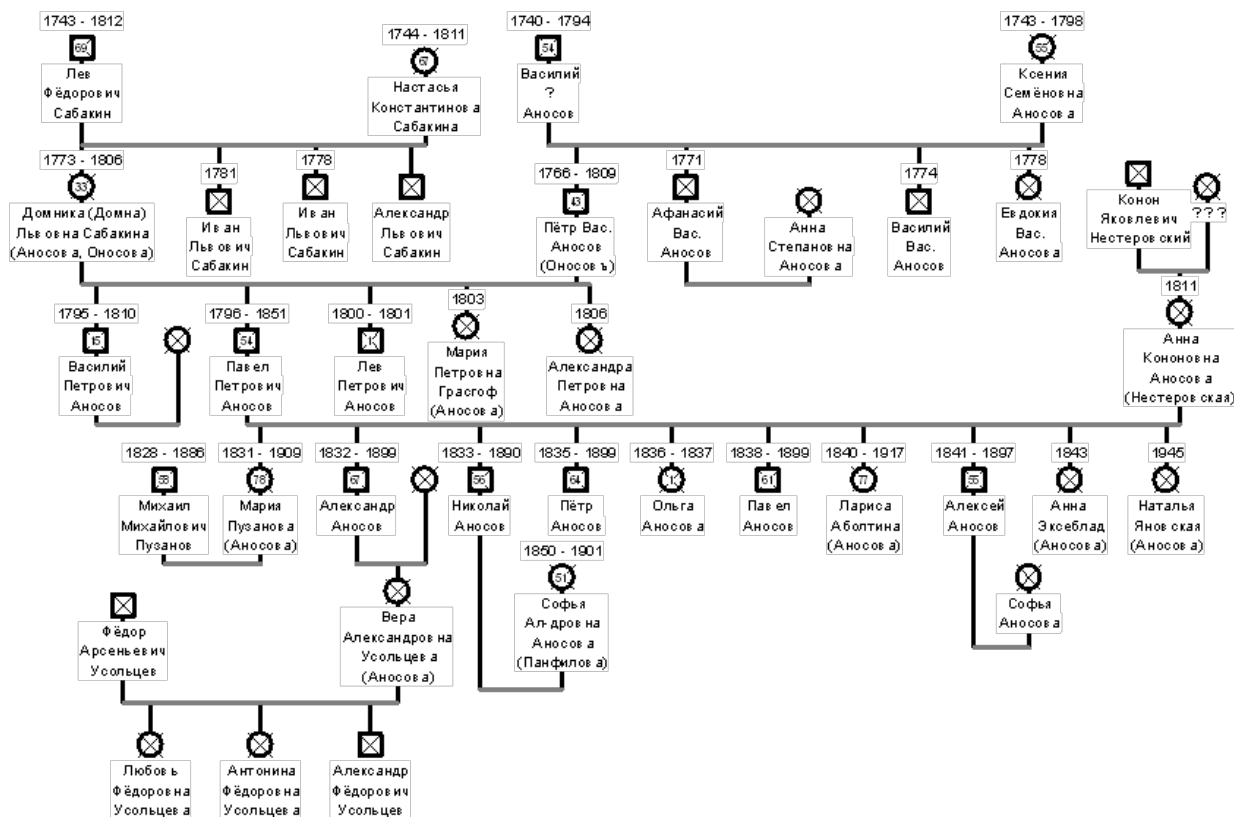 1743 - 1812
1744 - 1811
1740 - 1794
1743 - 1798
69
67
54
55
Лев
Фёдорович
Сабакин
Настасья
Константинова
Сабакина
Василий
?
Аносов
Ксения
Семёновна
Аносова
1773 - 1806
1781
1778
1766 - 1809
1771
1774
1778
33
43
Домника (Домна)
Львовна Сабакина
(Аносова, Оносова)
Иван
Львович
Сабакин
Иван
Львович
Сабакин
Александр
Львович
Сабакин
Пётр Вас.
Аносов
(Оносовъ)
Афанасий
Вас.
Аносов
Анна
Степановна
Аносова
Василий
Вас.
Аносов
Евдокия
Вас.
Аносова
Конон
Яковлевич
Нестеровский
???
1795 - 1810
1796 - 1851
1800 - 1801
1803
1806
1811
15
54
1
Василий
Петрович
Аносов
Павел
Петрович
Аносов
Лев
Петрович
Аносов
Мария
Петровна
Грасгоф
(Аносова)
Александра
Петровна
Аносова
Анна
Кононовна
Аносова
(Нестеровская)
1828 - 1886
1831 - 1909
1832 - 1899
1833 - 1890
1835 - 1899
1836 - 1837
1838 - 1899
1840 - 1917
1841 - 1897
1843
1945
58
78
67
56
64
1
61
77
55
Михаил
Михайлович
Пузанов
Мария
Пузанова
(Аносова)
Александр
Аносов
Николай
Аносов
Пётр
Аносов
Ольга
Аносова
Павел
Аносов
Лариса
Аболтина
(Аносова)
Алексей
Аносов
Анна
Эксеблад
(Аносова)
Наталья
Яновская
(Аносова)
1850 - 1901
51
Фёдор
Арсеньевич
Усольцев
Вера
Александровна
Усольцева
(Аносова)
Софья
Ал-дровна
Аносова
(Панфилова)
Софья
Аносова
Любовь
Фёдоровна
Усольцева
Антонина
Фёдоровна
Усольцева
Александр
Фёдорович
Усольцев